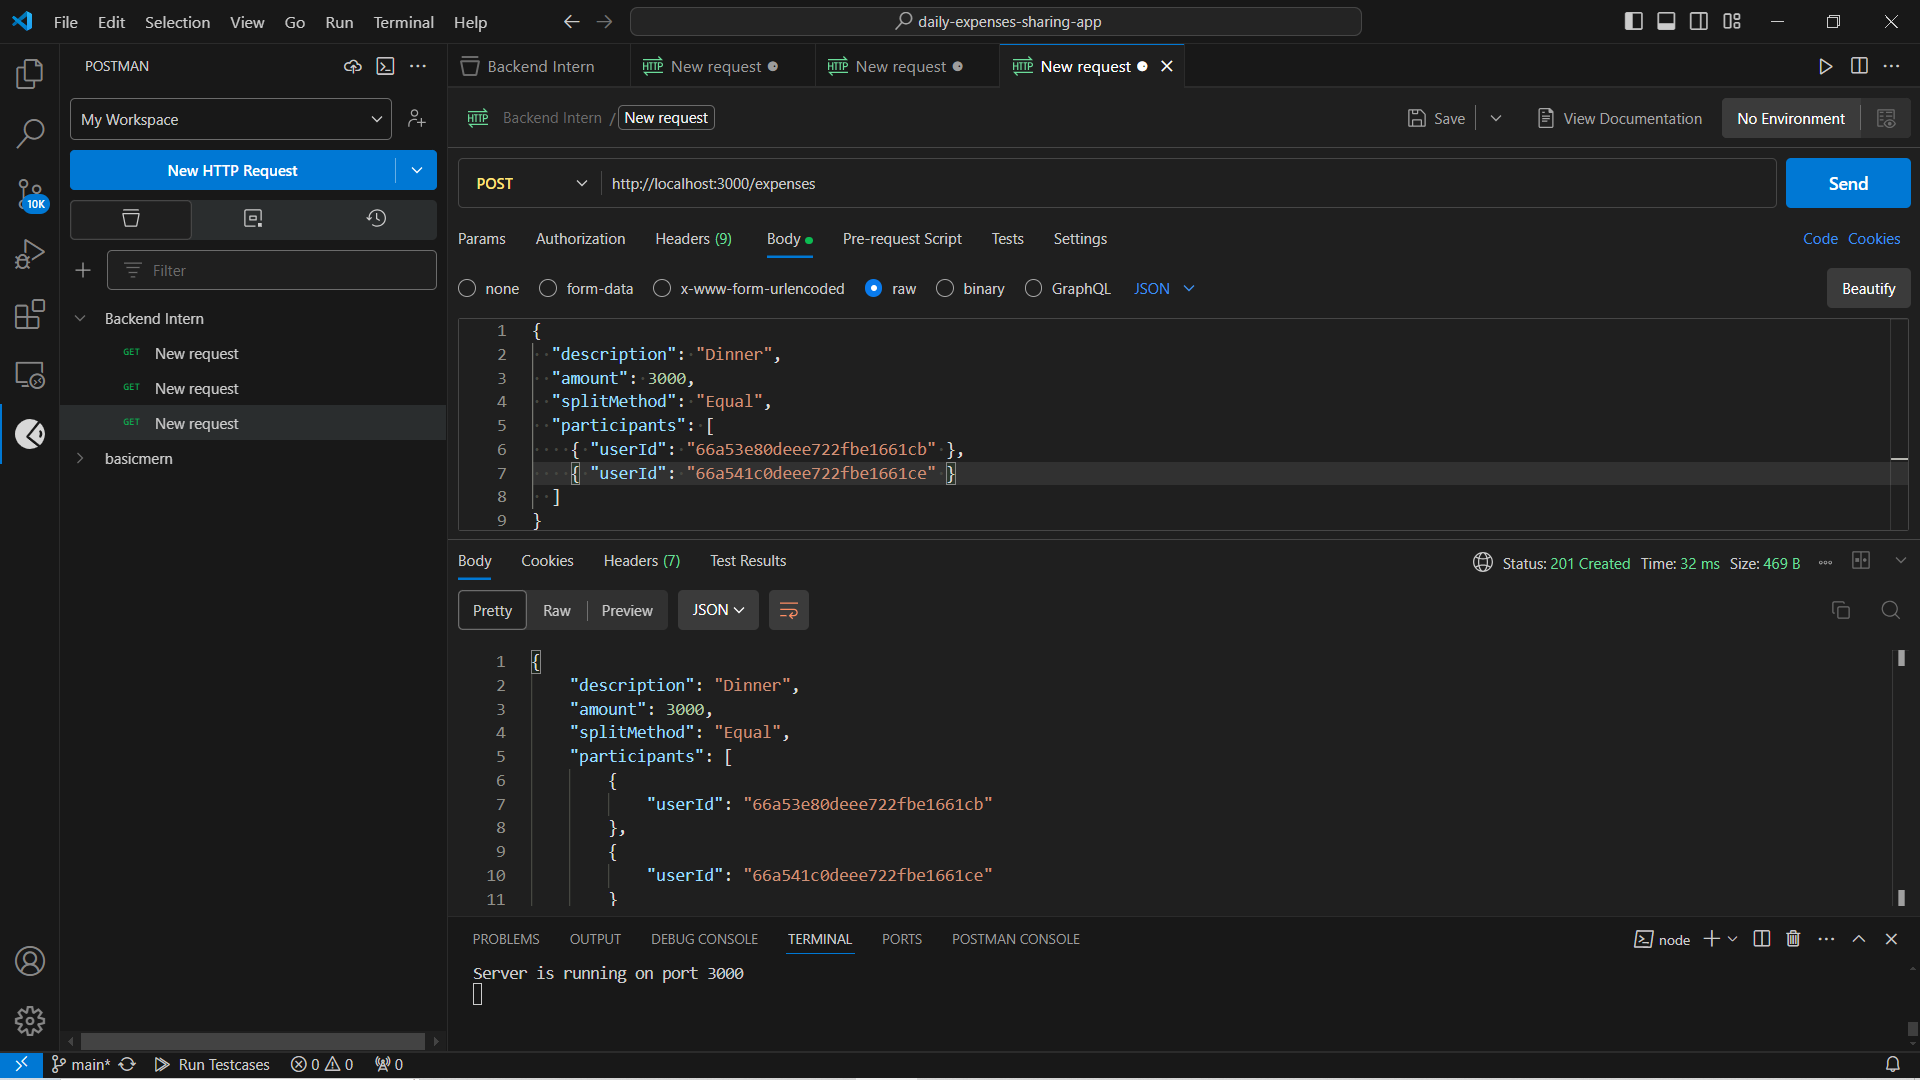 File Edit Selection View Go Run Terminal Help
daily-expenses-sharing-app
POSTMAN
My Workspace
New HTTP Request
Filter
Backend Intern
GET New request
GET New request
GET New request
basicmern
10K
Backend Intern
HTTP New request
HTTP New request
HTTP New request
HTTP Backend Intern / New request
Save
View Documentation
No Environment
POST http://localhost:3000/expenses
Send
Params Authorization Headers (9) Body Pre-request Script Tests Settings
Code Cookies
none form-data x-www-form-urlencoded raw binary GraphQL JSON
Beautify
1 {
2 "description": "Dinner",
3 "amount": 3000,
4 "splitMethod": "Equal",
5 "participants": [
6 { "userId": "66a53e80deee722fbe1661cb" },
7 { "userId": "66a541c0deee722fbe1661ce" }
8 ]
9 }
Body Cookies Headers (7) Test Results
Status: 201 Created Time: 32 ms Size: 469 B
Pretty Raw Preview JSON
1 {
2 "description": "Dinner",
3 "amount": 3000,
4 "splitMethod": "Equal",
5 "participants": [
6 {
7 "userId": "66a53e80deee722fbe1661cb"
8 },
9 {
10 "userId": "66a541c0deee722fbe1661ce"
11 }
PROBLEMS OUTPUT DEBUG CONSOLE TERMINAL PORTS POSTMAN CONSOLE
node
Server is running on port 3000
main* Run Testcases 0 0 0